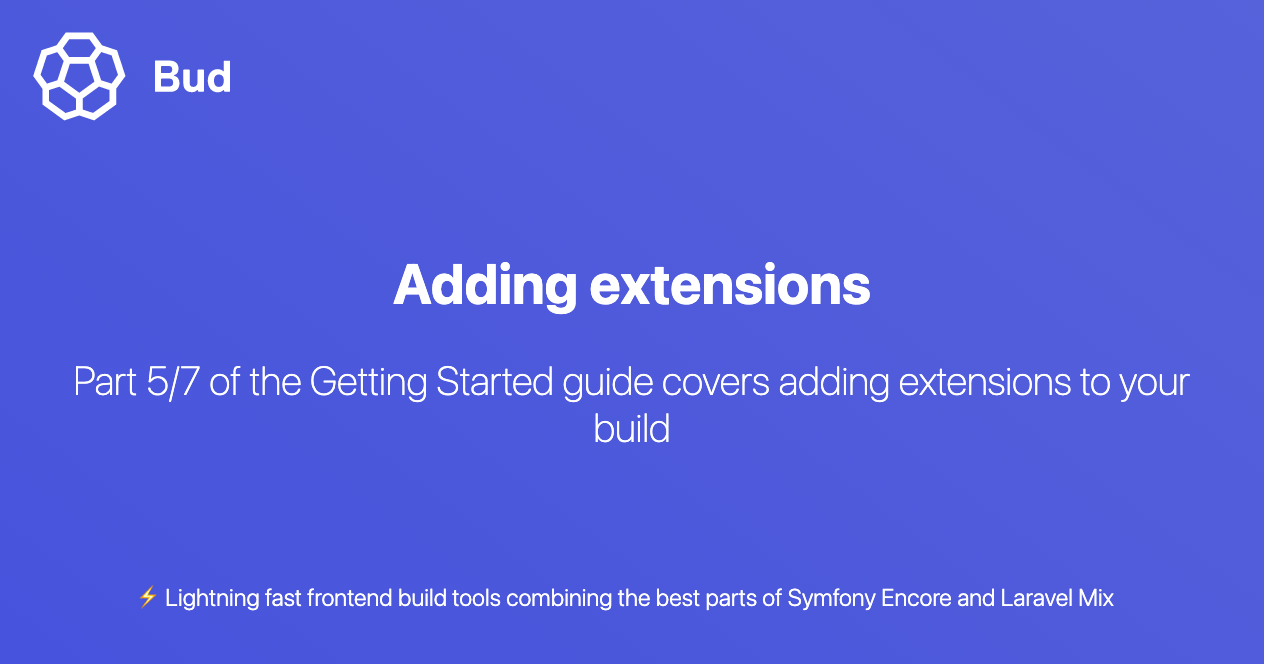 Bud
Adding extensions
Part 5/7 of the Getting Started guide covers adding extensions to your
build
⚡ Lightning fast frontend build tools combining the best parts of Symfony Encore and Laravel Mix